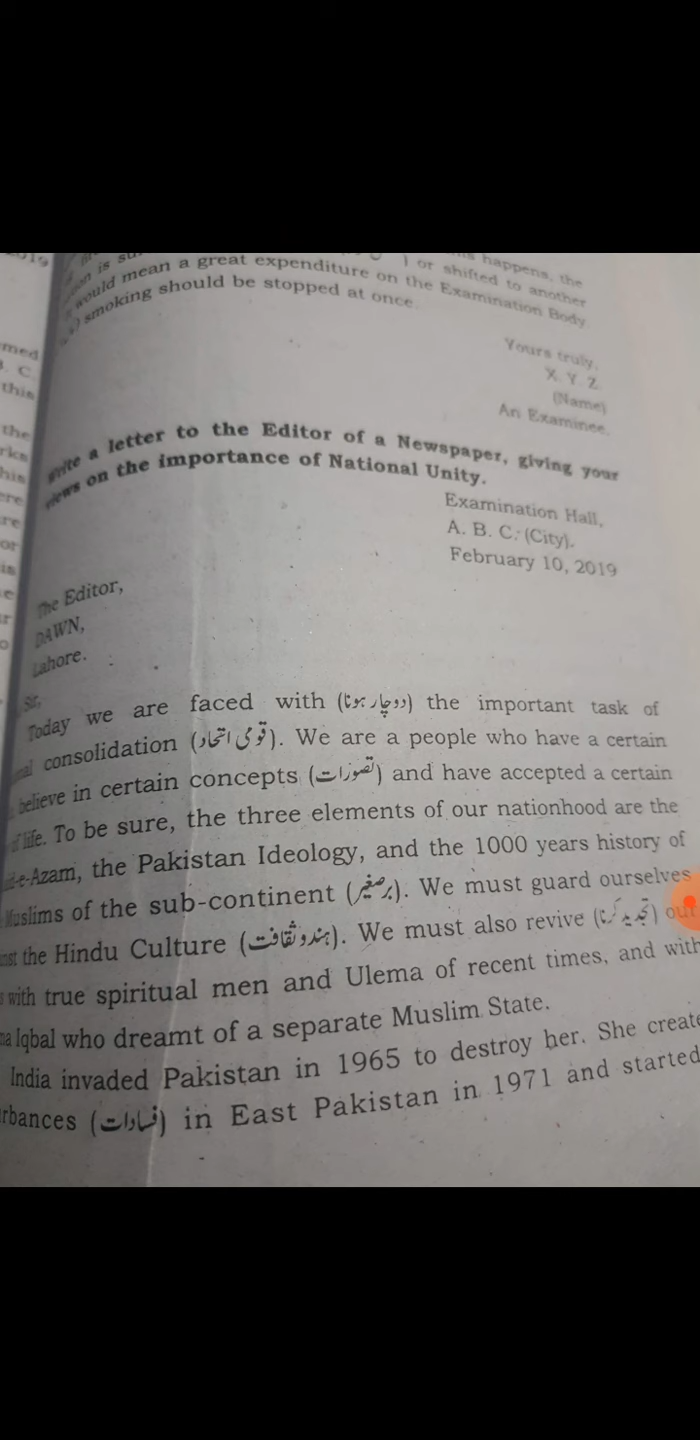 2019
happens, the
or shifted to another
is
would mean a great expenditure on the Examination Body
smoking should be stopped at once.
Yours truly,
X. Y. Z.
(Name)
An Examinee.
med
C.
this
the
Write a letter to the Editor of a Newspaper, giving your
views on the importance of National Unity.
Examination Hall,
A. B. C. (City).
February 10, 2019
The Editor,
DAWN,
Lahore.
Sir,
Today we are faced with (دوچار ہونا) the important task of
consolidation (قومی اتحاد). We are a people who have a certain
believe in certain concepts (تصورات) and have accepted a certain
life. To be sure, the three elements of our nationhood are the
-e-Azam, the Pakistan Ideology, and the 1000 years history of
Muslims of the sub-continent (برصغیر). We must guard ourselves
the Hindu Culture (ہندو ثقافت). We must also revive (تجدید کرنا) our
with true spiritual men and Ulema of recent times, and with
Iqbal who dreamt of a separate Muslim State.
India invaded Pakistan in 1965 to destroy her. She create
rbances (فسادات) in East Pakistan in 1971 and started